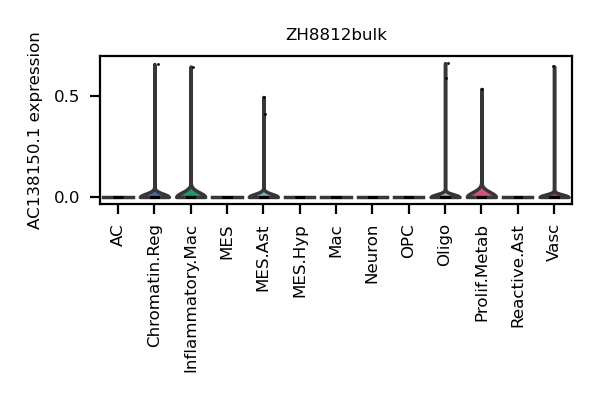 ZH8812bulk
AC138150.1 expression
0.5
0.0
AC
Chromatin.Reg
Inflammatory.Mac
MES
MES.Ast
MES.Hyp
Mac
Neuron
OPC
Oligo
Prolif.Metab
Reactive.Ast
Vasc